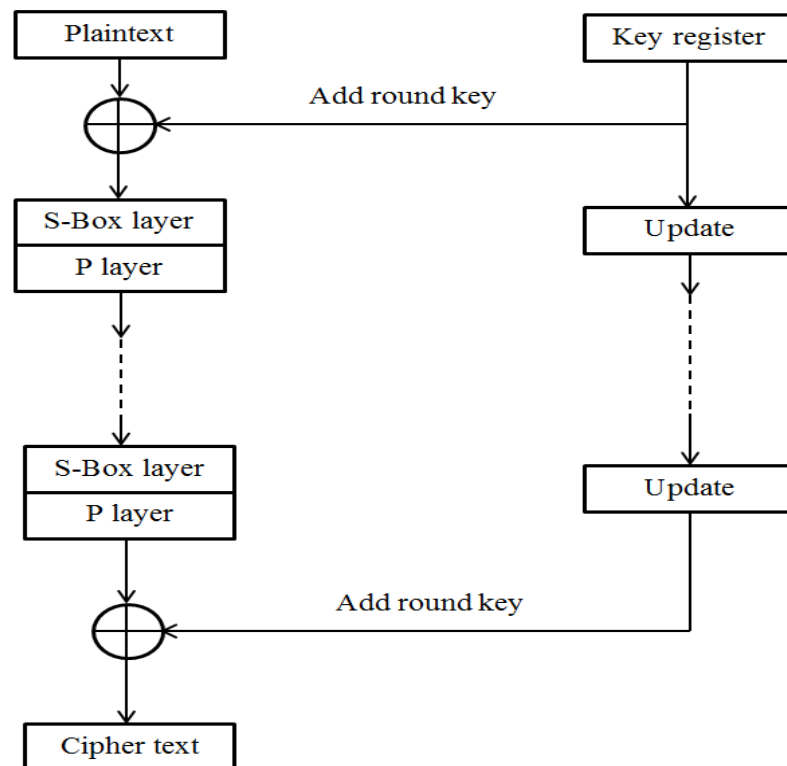 Plaintext
Key register
Add round key
S-Box layer
P layer
Update
S-Box layer
P layer
Update
Add round key
Cipher text